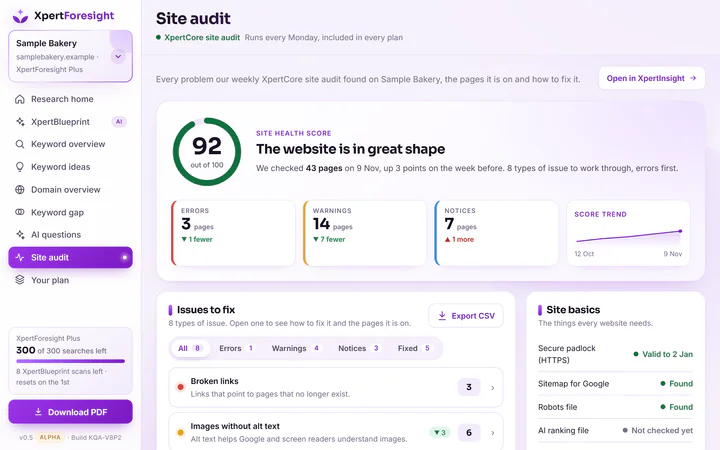 XpertForesight
Sample Bakery
samplebakery.example ·
XpertForesight Plus
Research home
XpertBlueprint AI
Keyword overview
Keyword ideas
Domain overview
Keyword gap
AI questions
Site audit
Your plan
XpertForesight Plus
300 of 300 searches left
8 XpertBlueprint scans left ·
resets on the 1st
Download PDF
v0.5 · ALPHA · Build KQA-V8P2
Site audit
XpertCore site audit Runs every Monday, included in every plan
Every problem our weekly XpertCore site audit found on Sample Bakery, the pages it is on and how to fix it.
Open in XpertInsight →
92
out of 100
SITE HEALTH SCORE
The website is in great shape
We checked 43 pages on 9 Nov, up 3 points on the week before. 8 types of issue to work through, errors first.
ERRORS
3 pages
▼ 1 fewer
WARNINGS
14 pages
▼ 7 fewer
NOTICES
7 pages
▲ 1 more
SCORE TREND
12 Oct 9 Nov
Issues to fix
8 types of issue. Open one to see how to fix it and the pages it is on.
Export CSV
All 8 Errors 1 Warnings 4 Notices 3 Fixed 5
Broken links
Links that point to pages that no longer exist.
3
Images without alt text
Alt text helps Google and screen readers understand images.
▼ 3 6
Site basics
The things every website needs.
Secure padlock
(HTTPS)
Valid to 2 Jan
Sitemap for Google Found
Robots file Found
AI ranking file Not checked yet